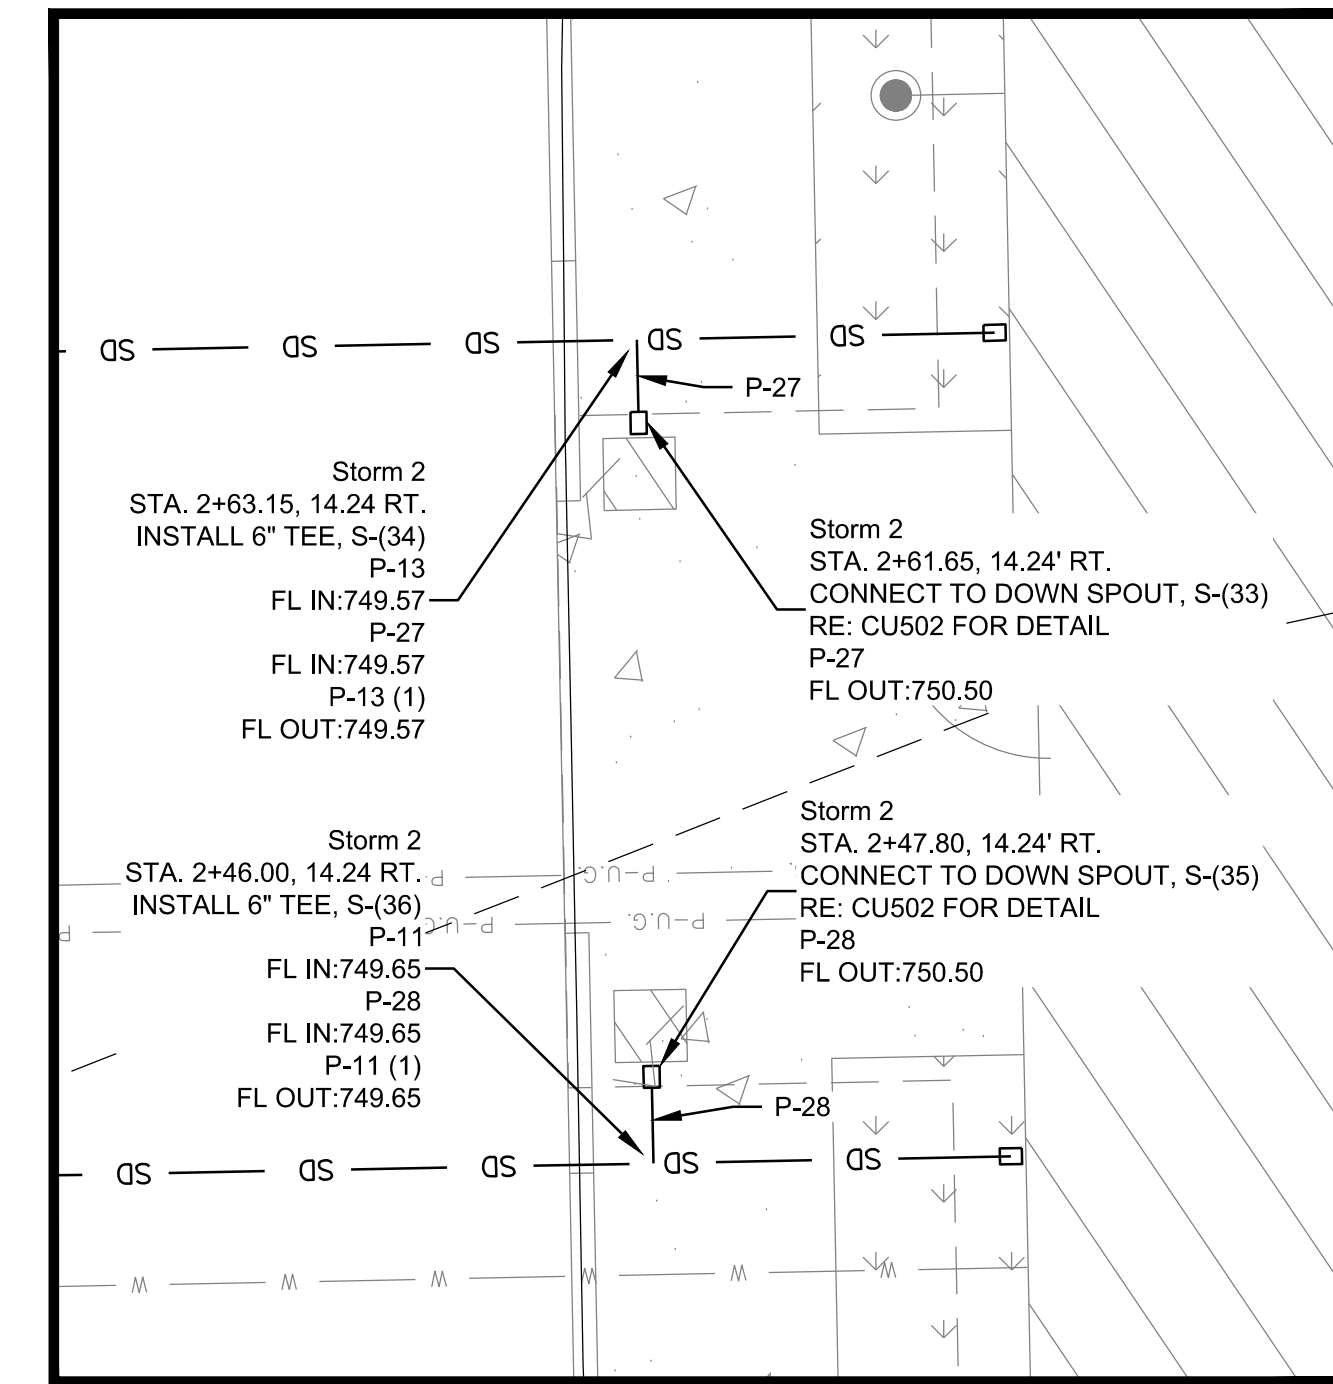 SD SD SD SD SD
P-27
Storm 2
STA. 2+63.15, 14.24 RT.
INSTALL 6" TEE, S-(34)
P-13
FL IN:749.57
P-27
FL IN:749.57
P-13 (1)
FL OUT:749.57
Storm 2
STA. 2+61.65, 14.24' RT.
CONNECT TO DOWN SPOUT, S-(33)
RE: CU502 FOR DETAIL
P-27
FL OUT:750.50
Storm 2
STA. 2+46.00, 14.24 RT.
INSTALL 6" TEE, S-(36)
P-11
FL IN:749.65
P-28
FL IN:749.65
P-11 (1)
FL OUT:749.65
Storm 2
STA. 2+47.80, 14.24' RT.
CONNECT TO DOWN SPOUT, S-(35)
RE: CU502 FOR DETAIL
P-28
FL OUT:750.50
P-U.G.
P-U.G. P-U.G.
P-28
SD SD SD SD SD
W W W W W W